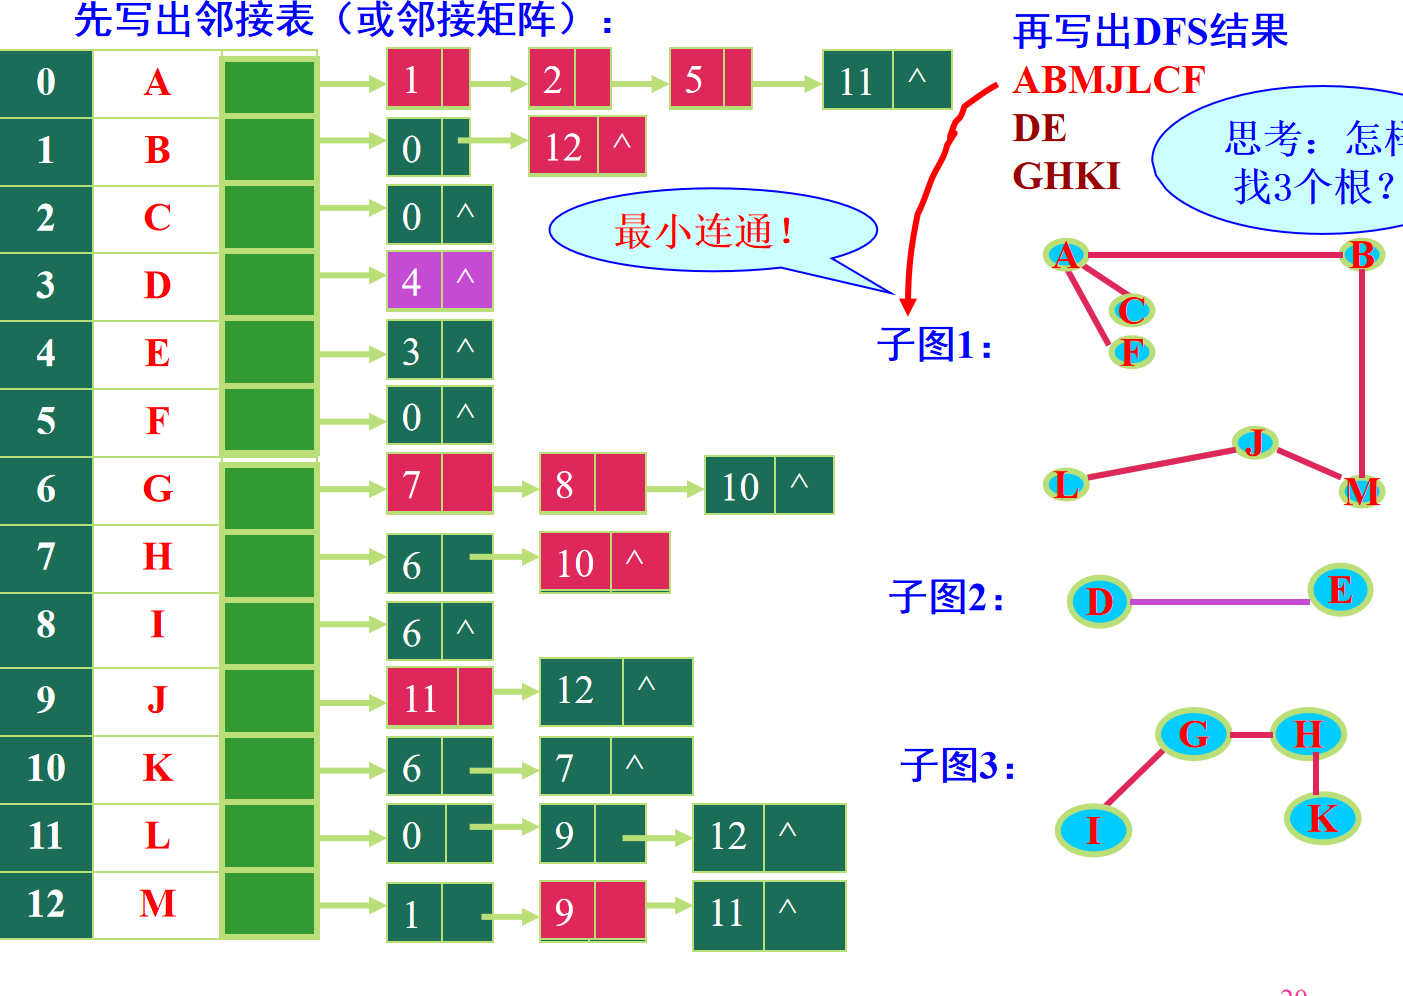 先写出邻接表（或邻接矩阵）：
再写出DFS结果
ABMJLCF
DE
GHKI
思考：怎
找3个根？
最小连通！
0 A 1 2 5 11 ^
1 B 0 12 ^
2 C 0 ^
3 D 4 ^
4 E 3 ^
5 F 0 ^
6 G 7 8 10 ^
7 H 6 10 ^
8 I 6 ^
9 J 11 12 ^
10 K 6 7 ^
11 L 0 9 12 ^
12 M 1 9 11 ^
子图1：
A B
C
F
J
L M
子图2：
D E
子图3：
G H
I K